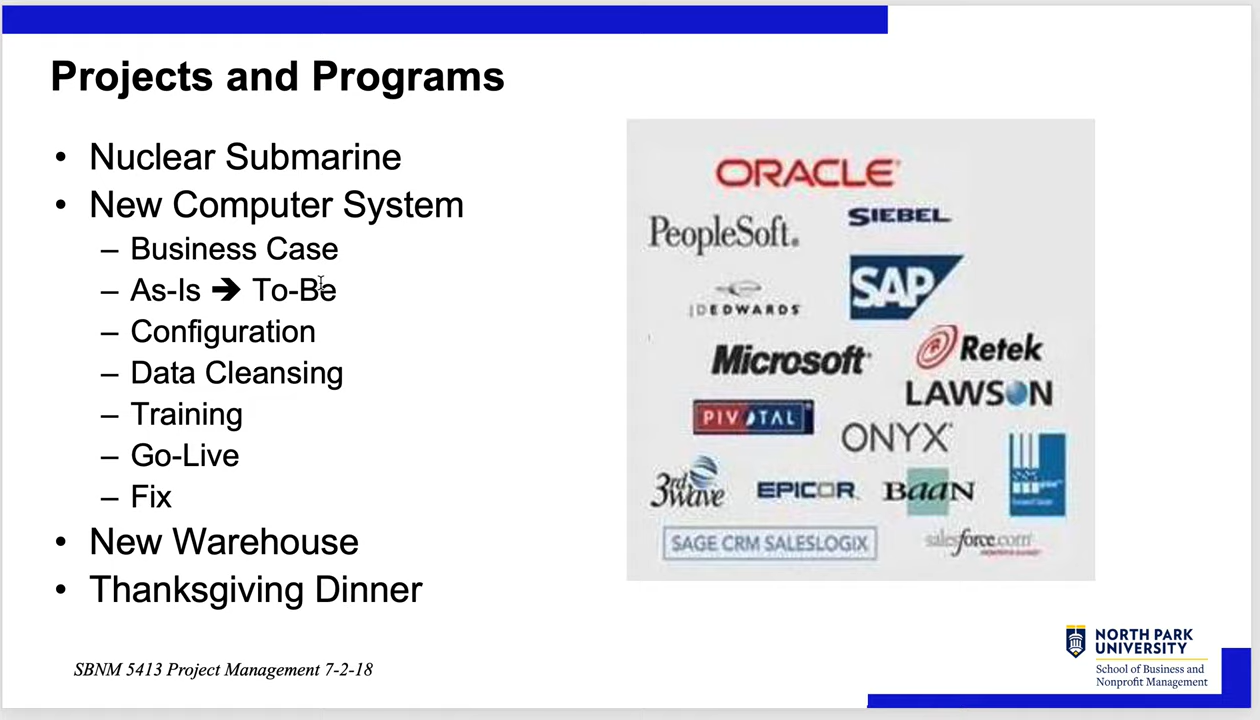 Projects and Programs
• Nuclear Submarine
• New Computer System
– Business Case
– As-Is ➔ To-Be
– Configuration
– Data Cleansing
– Training
– Go-Live
– Fix
• New Warehouse
• Thanksgiving Dinner
ORACLE
PeopleSoft.
SIEBEL
SAP
JDEDWARDS
Microsoft
Retek
LAWSON
PIVOTAL
ONYX
3rd wave
EPICOR
BaaN
SAGE CRM SALESLOGIX
salesforce.com
SBNM 5413 Project Management 7-2-18
NORTH PARK
UNIVERSITY
School of Business and
Nonprofit Management